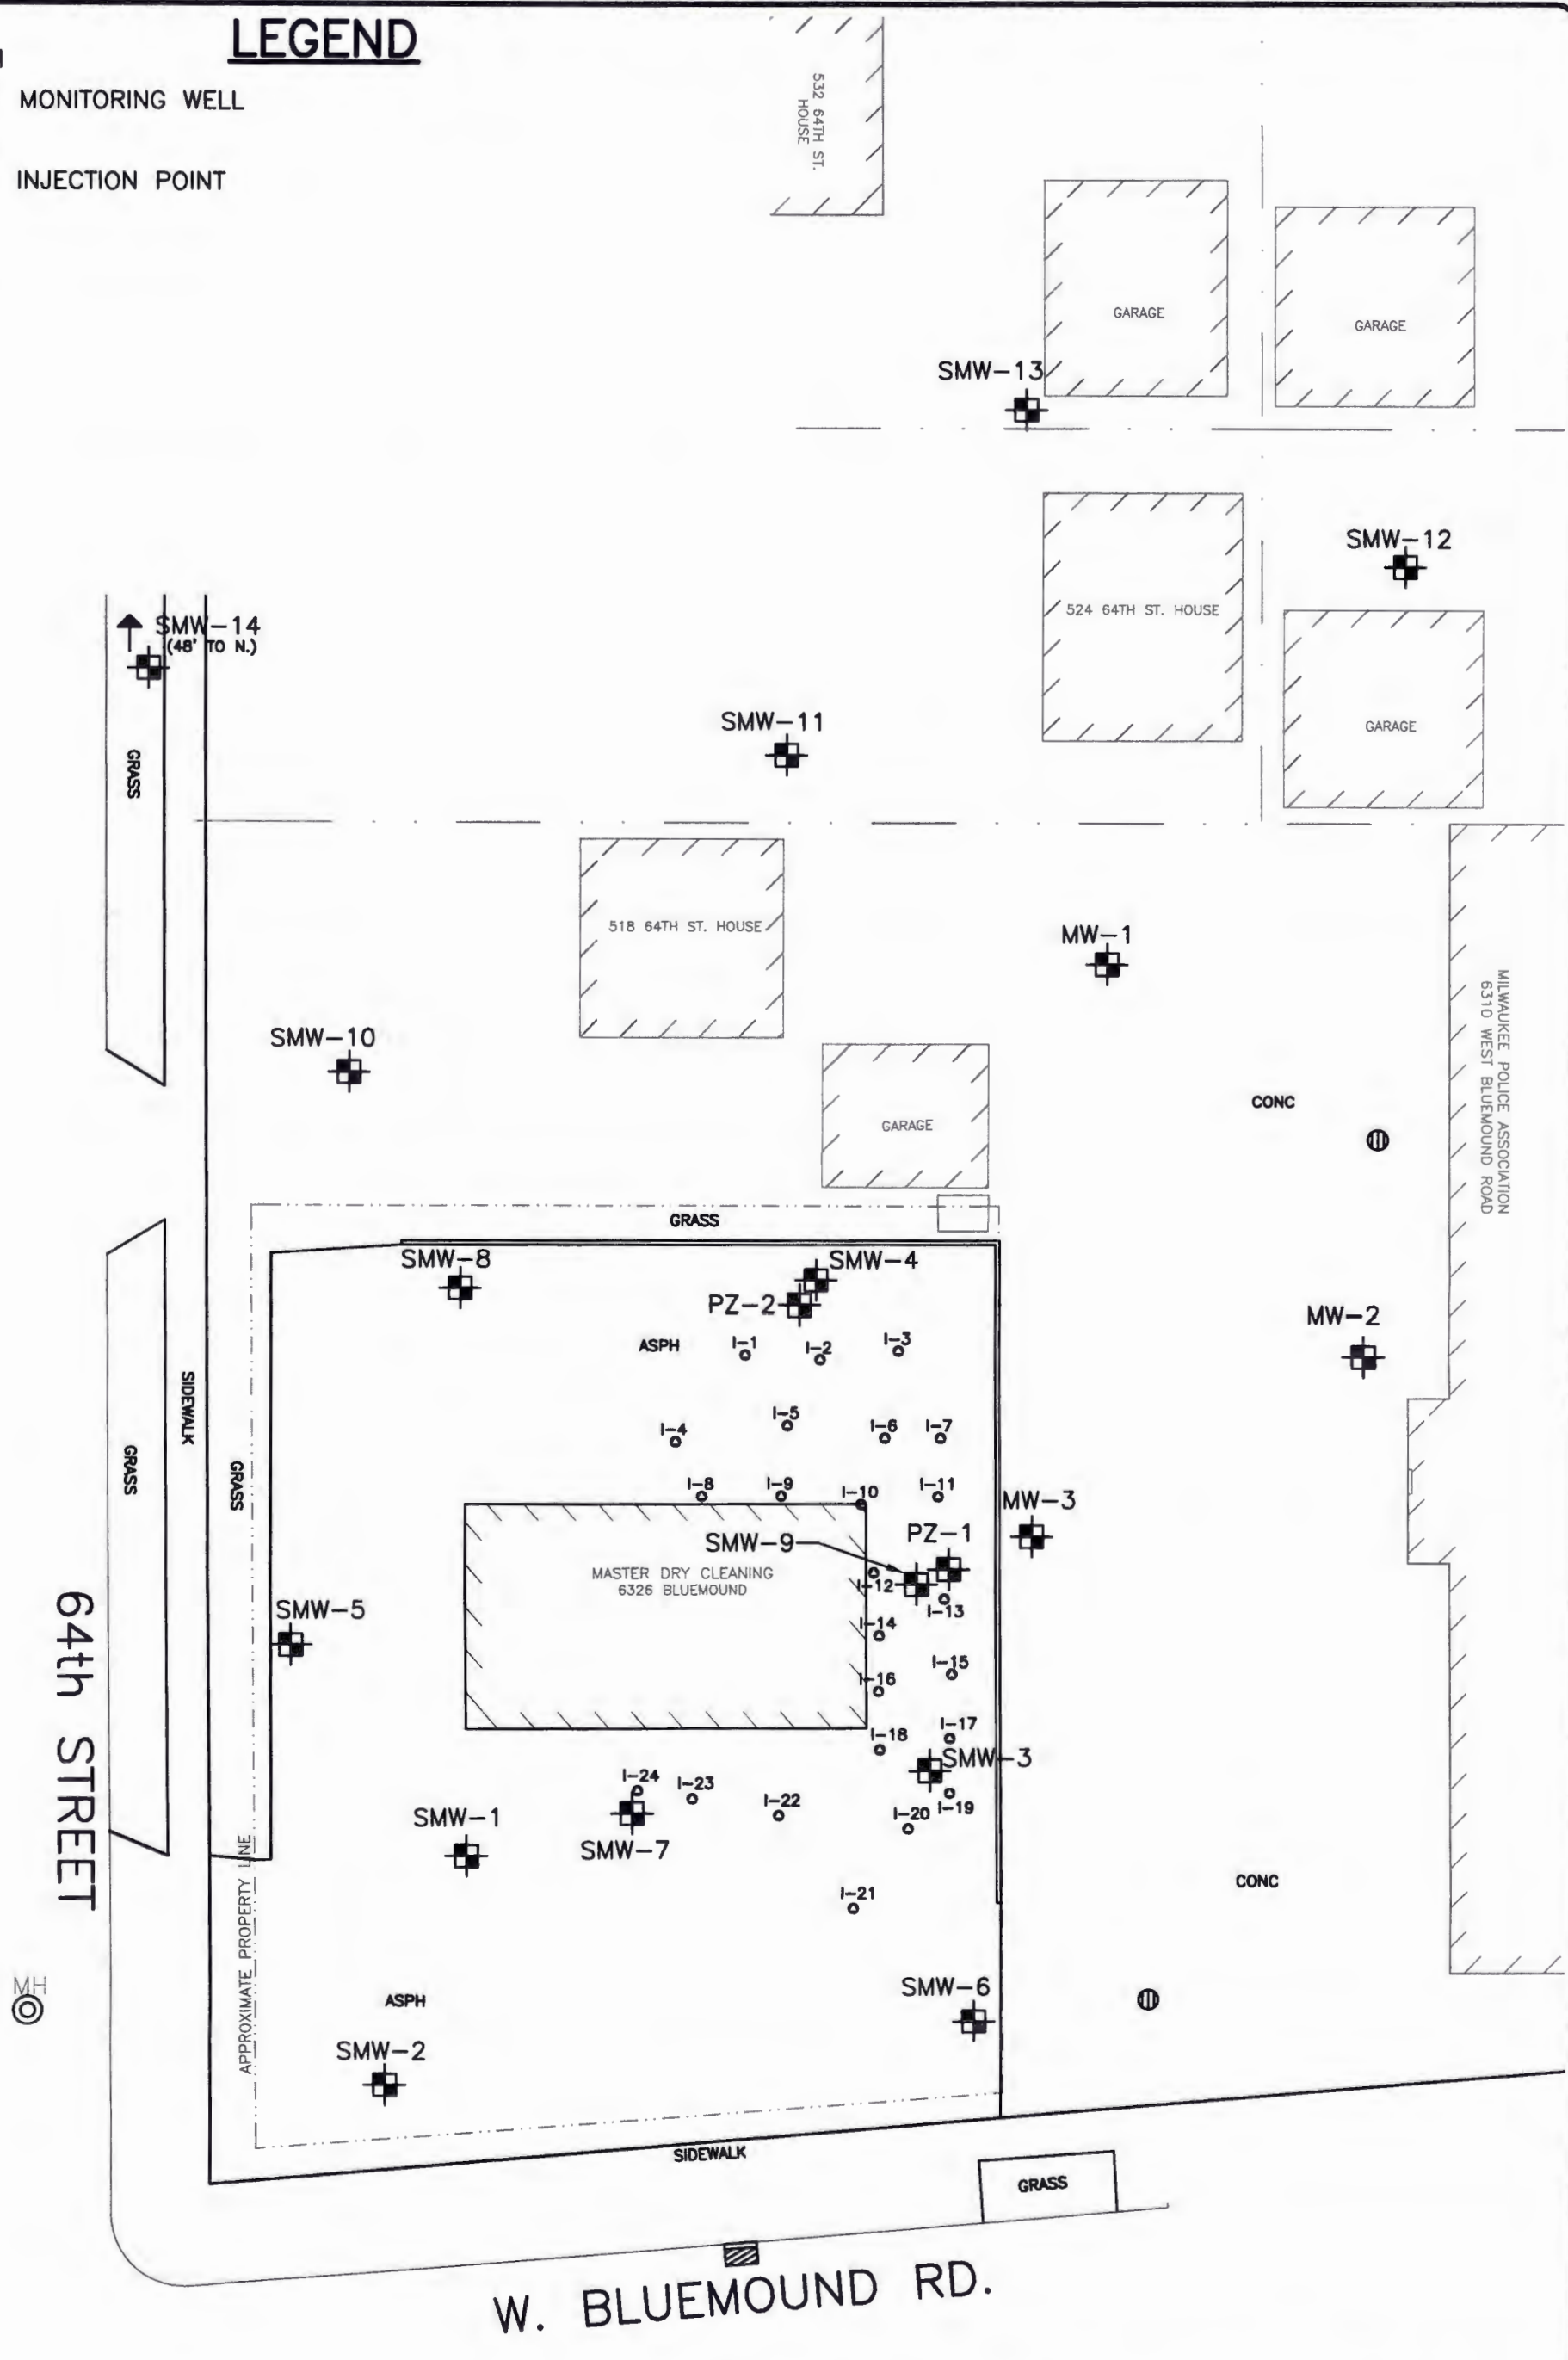 LEGEND
MONITORING WELL
INJECTION POINT
532 64TH ST.
HOUSE
GARAGE
GARAGE
SMW-13
SMW-12
524 64TH ST. HOUSE
SMW-14
(48' TO N.)
SMW-11
GARAGE
GRASS
518 64TH ST. HOUSE
MW-1
MILWAUKEE POLICE ASSOCIATION
6310 WEST BLUEMOUND ROAD
SMW-10
CONC
GARAGE
GRASS
SMW-8
SMW-4
PZ-2
MW-2
ASPH
I-1
I-2
I-3
SIDEWALK
I-4
I-5
I-6
I-7
GRASS
GRASS
I-8
I-9
I-10
I-11
MW-3
PZ-1
SMW-9
MASTER DRY CLEANING
6326 BLUEMOUND
I-12
I-13
SMW-5
I-14
I-15
I-16
64th STREET
I-17
I-18
SMW-3
I-24
I-23
I-22
I-20
I-19
SMW-1
SMW-7
I-21
CONC
APPROXIMATE PROPERTY LINE
MH
ASPH
SMW-6
SMW-2
SIDEWALK
GRASS
W. BLUEMOUND RD.